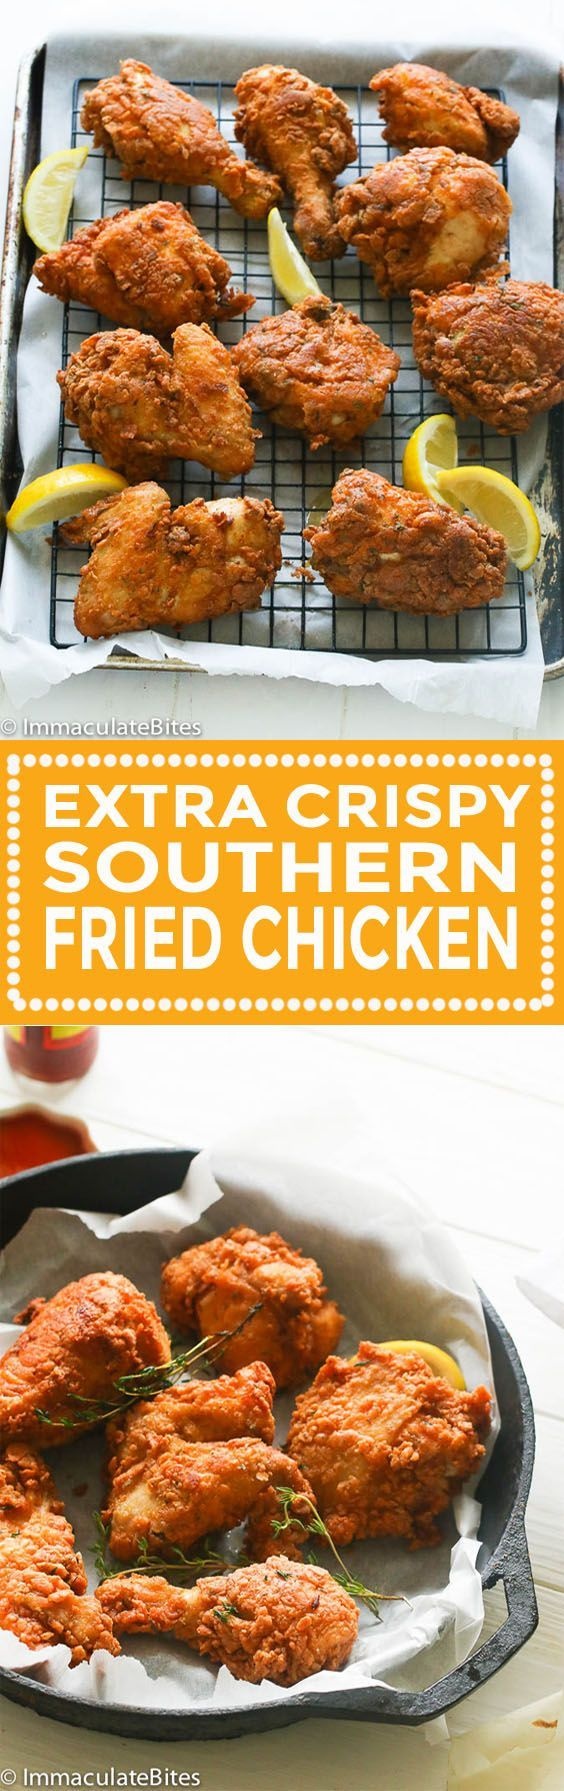 © ImmaculateBites
EXTRA CRISPY
SOUTHERN
FRIED CHICKEN
© ImmaculateBites